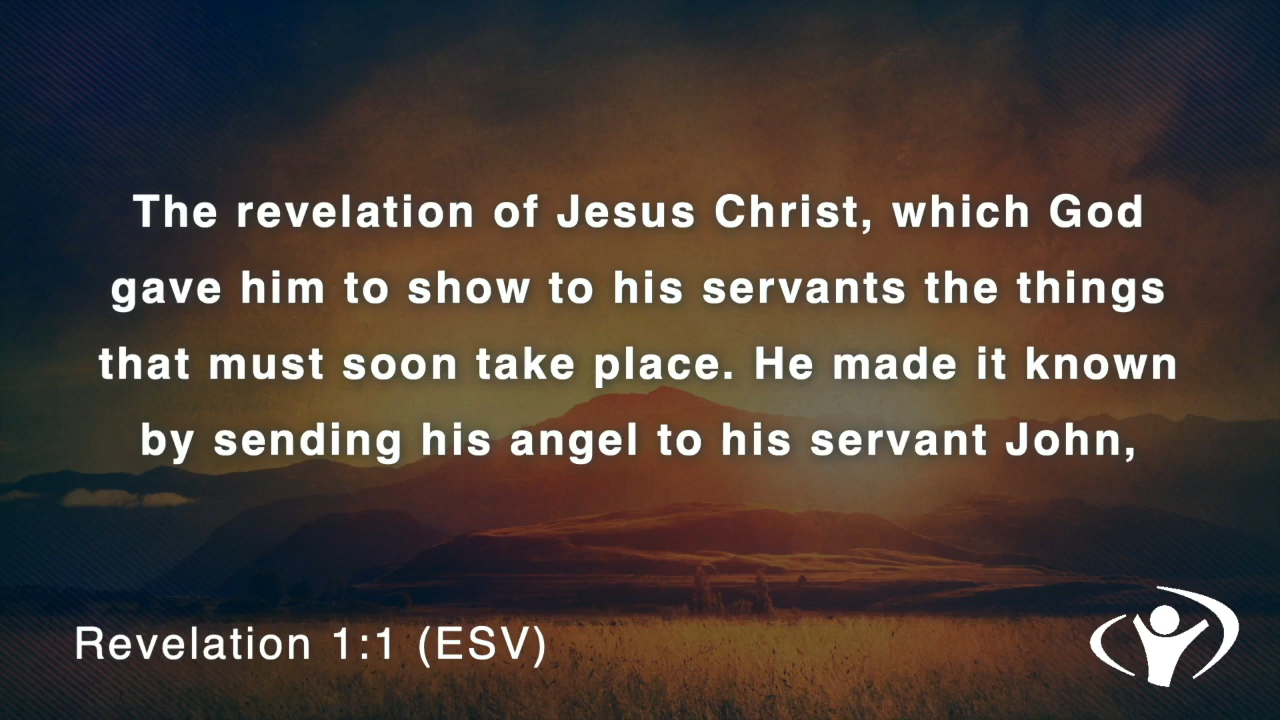 The revelation of Jesus Christ, which God
gave him to show to his servants the things
that must soon take place. He made it known
by sending his angel to his servant John,
Revelation 1:1 (ESV)